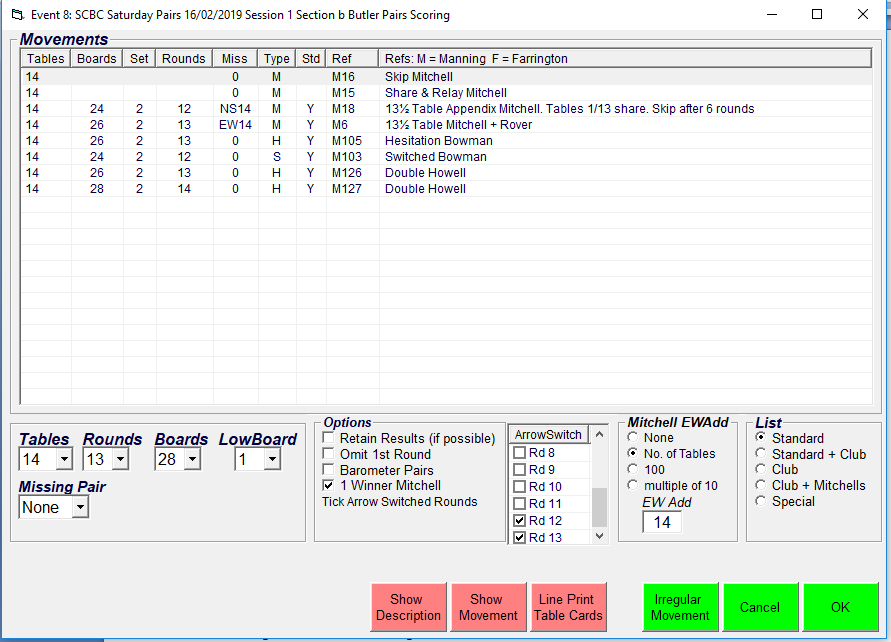 Event 8: SCBC Saturday Pairs 16/02/2019 Session 1 Section b Butler Pairs Scoring
Movements
Tables Boards Set Rounds Miss Type Std Ref Refs: M = Manning F = Farrington
14 0 M M16 Skip Mitchell
14 0 M M15 Share & Relay Mitchell
14 24 2 12 NS14 M Y M18 13½ Table Appendix Mitchell. Tables 1/13 share. Skip after 6 rounds
14 26 2 13 EW14 M Y M6 13½ Table Mitchell + Rover
14 26 2 13 0 H Y M105 Hesitation Bowman
14 24 2 12 0 S Y M103 Switched Bowman
14 26 2 13 0 H Y M126 Double Howell
14 28 2 14 0 H Y M127 Double Howell
Tables Rounds Boards LowBoard
14 13 28 1
Missing Pair
None
Options
Retain Results (if possible)
Omit 1st Round
Barometer Pairs
1 Winner Mitchell
Tick Arrow Switched Rounds
ArrowSwitch
Rd 8
Rd 9
Rd 10
Rd 11
Rd 12
Rd 13
Mitchell EWAdd
None
No. of Tables
100
multiple of 10
EW Add
14
List
Standard
Standard + Club
Club
Club + Mitchells
Special
Show
Description
Show
Movement
Line Print
Table Cards
Irregular
Movement
Cancel
OK